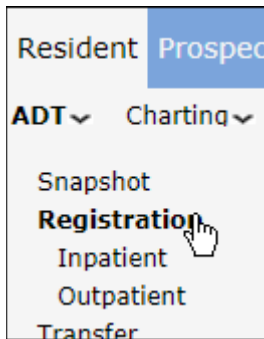 Resident Prospec
ADT Charting
Snapshot
Registration
Inpatient
Outpatient
Transfer